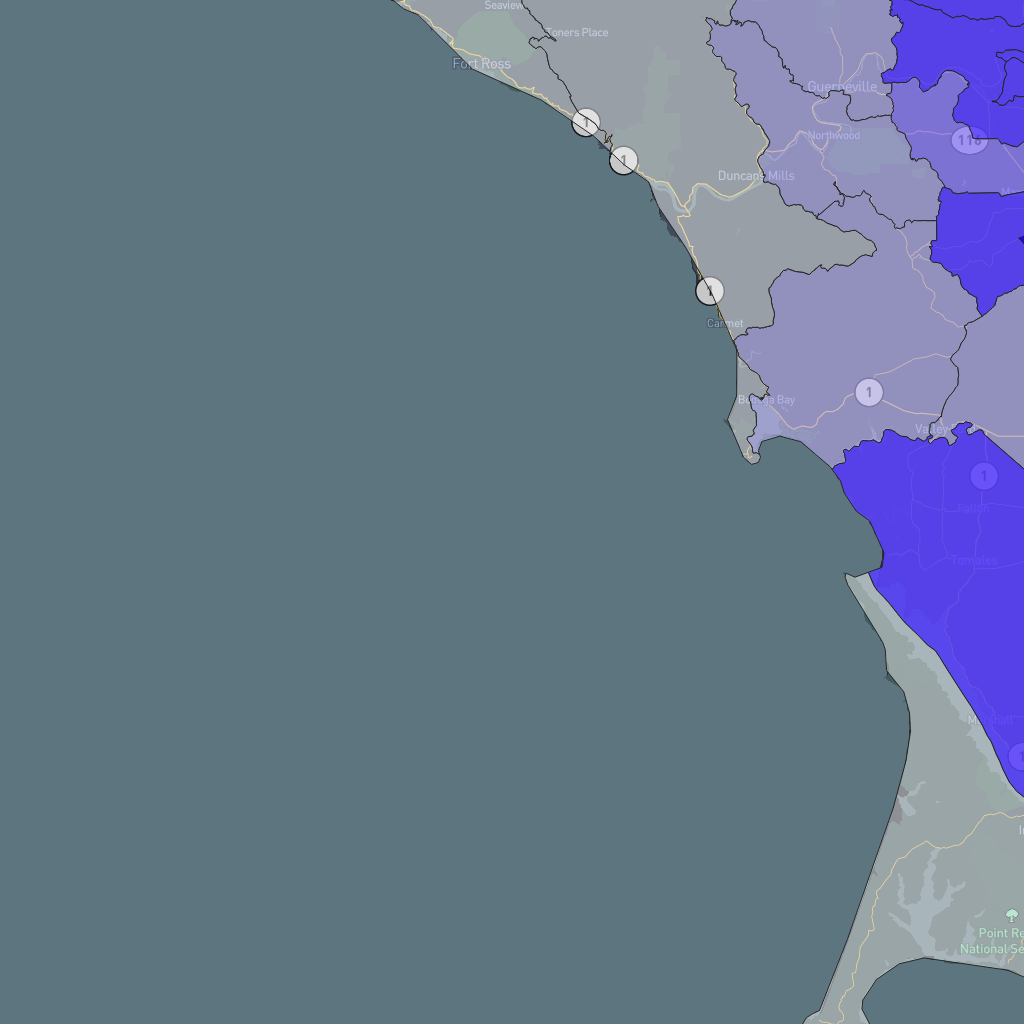 Seaview
Toners Place
Fort Ross
Guerneville
1
Northwood
116
1
Duncans Mills
1
Carmet
1
Bodega Bay
Valley
1
Fallon
Tomales
Marshall
Point Re
National Se